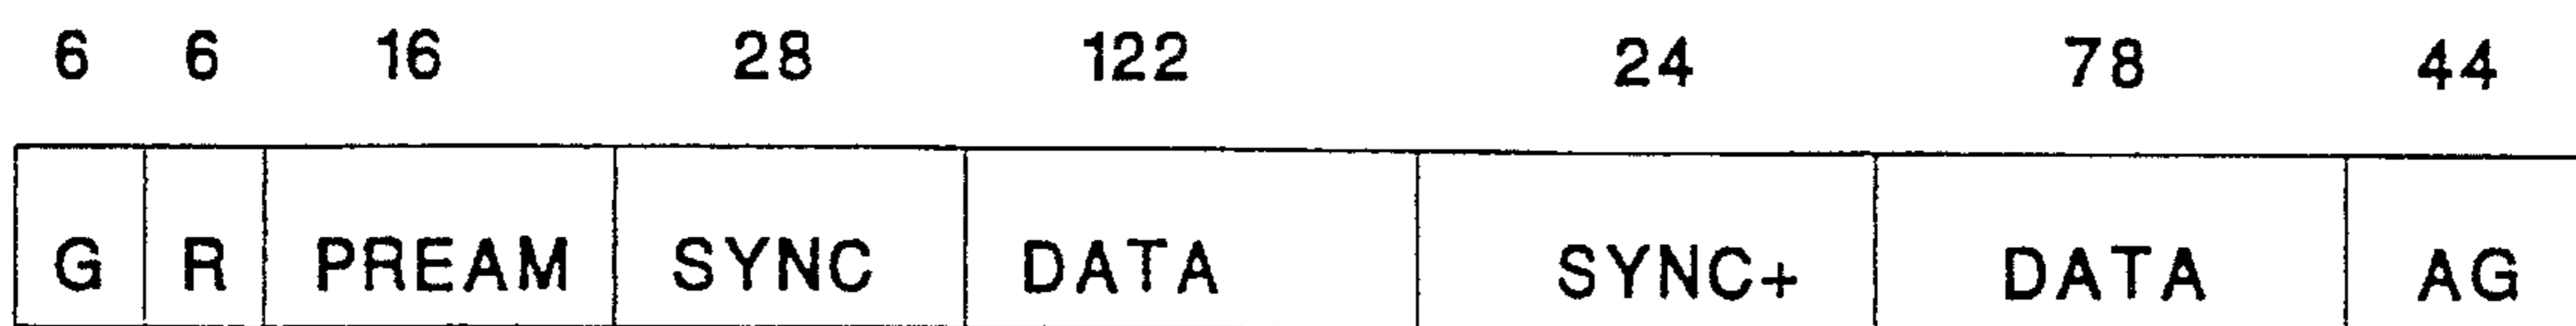 6 6 16 28 122 24 78 44
G R PREAM SYNC DATA SYNC+ DATA AG